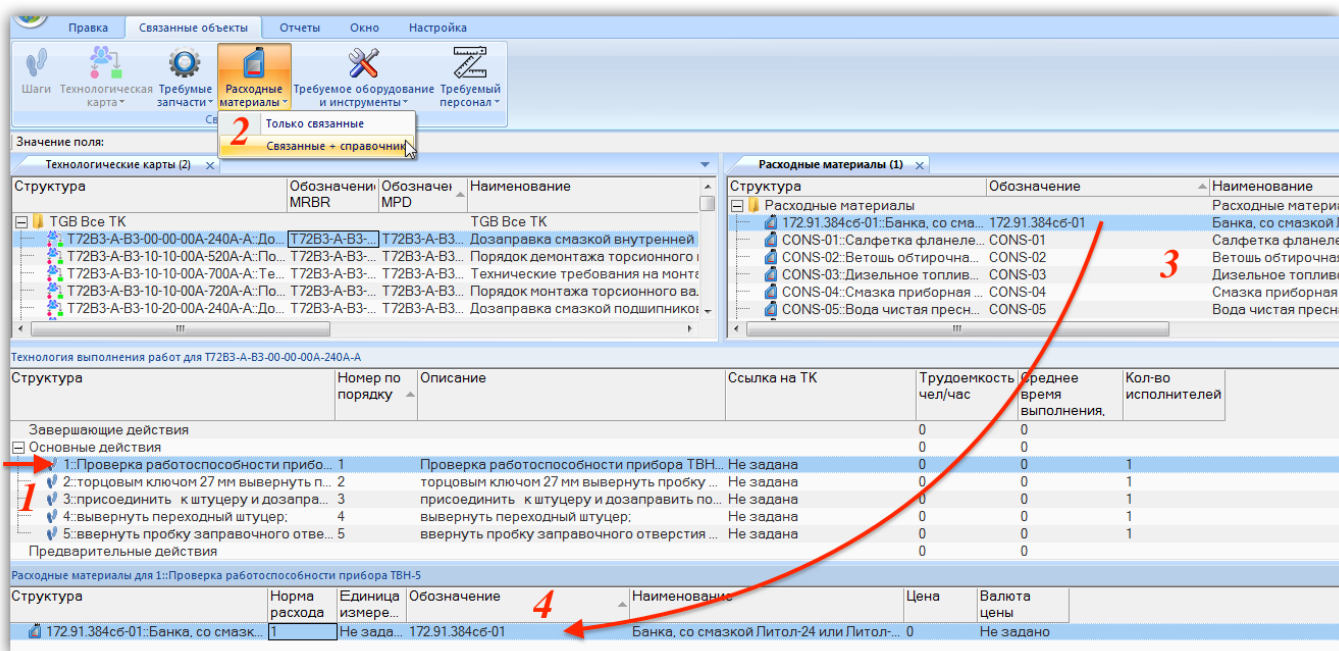 Правка Связанные объекты Отчеты Окно Настройка
Шаги Технологическая Требумые Расходные Требуемое оборудование Требуемый
карта запчасти материалы и инструменты персонал
Св
2 Только связанные
Связанные + справочник
Значение поля:
Технологические карты (2) Расходные материалы (1)
Структура Обозначени Обозначен Наименование Структура Обозначение Наименование
MRBR MPD
TGB Все ТК TGB Все ТК Расходные материалы Расходные материа
T72B3-A-B3-00-00-00A-240A-A::До... T72B3-A-B3-... T72B3-A-B3... Дозаправка смазкой внутренней 172.91.384сб-01::Банка, со сма... 172.91.384сб-01 Банка, со смазкой Л
T72B3-A-B3-10-10-00A-520A-A::По... T72B3-A-B3-... T72B3-A-B3... Порядок демонтажа торсионного CONS-01::Салфетка фланеле... CONS-01 Салфетка фланеле
T72B3-A-B3-10-10-00A-700A-A::Те... T72B3-A-B3-... T72B3-A-B3... Технические требования на монта CONS-02::Ветошь обтирочна... CONS-02 Ветошь обтирочная
T72B3-A-B3-10-10-00A-720A-A::По... T72B3-A-B3-... T72B3-A-B3... Порядок монтажа торсионного ва. CONS-03::Дизельное топлив... CONS-03 3 Дизельное топливо
T72B3-A-B3-10-20-00A-240A-A::До... T72B3-A-B3-... T72B3-A-B3... Дозаправка смазкой подшипников CONS-04::Смазка приборная ... CONS-04 Смазка приборная
CONS-05::Вода чистая пресн... CONS-05 Вода чистая пресн
Технология выполнения работ для T72B3-A-B3-00-00-00A-240A-A
Структура Номер по Описание Ссылка на ТК Трудоемкость Среднее Кол-во
порядку чел/час время исполнителей
выполнения,
Завершающие действия 0 0
Основные действия 0 0
1::Проверка работоспособности прибо... 1 Проверка работоспособности прибора ТВН... Не задана 0 0 1
1 2::торцовым ключом 27 мм вывернуть п... 2 торцовым ключом 27 мм вывернуть пробку ... Не задана 0 0 1
3::присоединить к штуцеру и дозапра... 3 присоединить к штуцеру и дозаправить по... Не задана 0 0 1
4::вывернуть переходный штуцер; 4 вывернуть переходный штуцер; Не задана 0 0 1
5::ввернуть пробку заправочного отве... 5 ввернуть пробку заправочного отверстия ... Не задана 0 0 1
Предварительные действия 0 0
Расходные материалы для 1::Проверка работоспособности прибора ТВН-5
Структура Норма Единица Обозначение 4 Наименование Цена Валюта
расхода измере... цены
172.91.384сб-01::Банка, со смазк... 1 Не зада... 172.91.384сб-01 Банка, со смазкой Литол-24 или Литол-... 0 Не задано